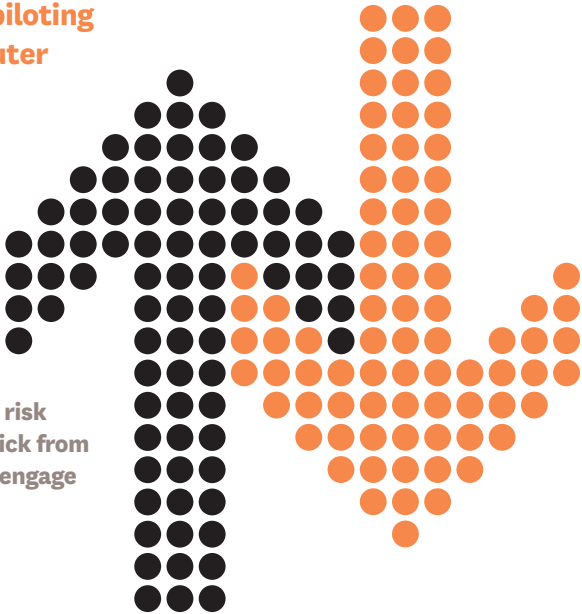 piloting
uter
risk
ick from
engage